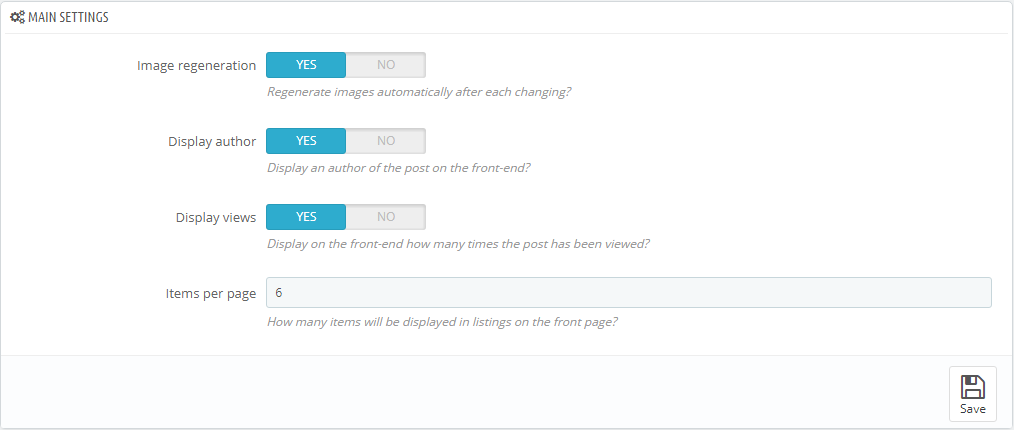 MAIN SETTINGS
Image regeneration YES NO
Regenerate images automatically after each changing?
Display author YES NO
Display an author of the post on the front-end?
Display views YES NO
Display on the front-end how many times the post has been viewed?
Items per page 6
How many items will be displayed in listings on the front page?
Save